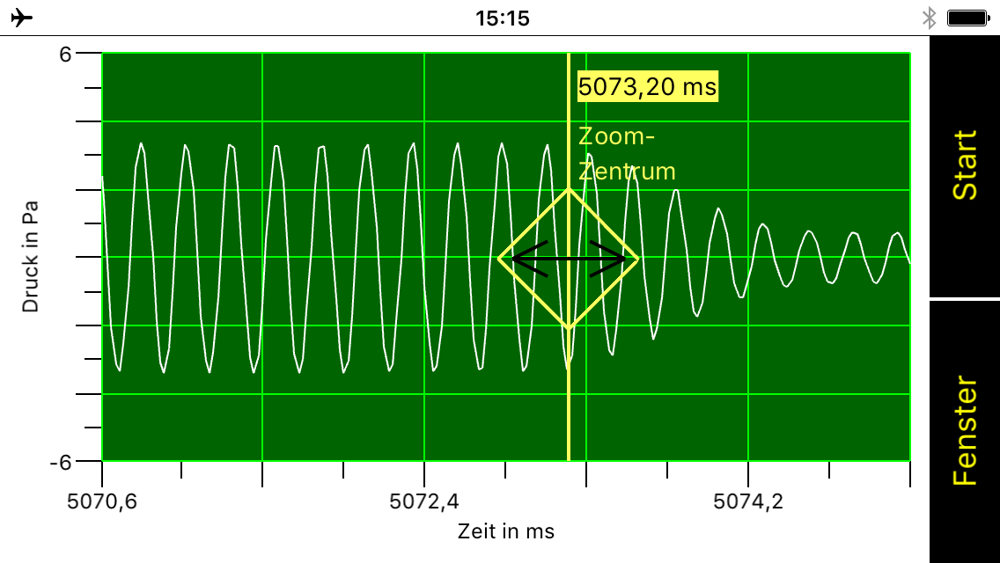 15:15
6
5073,20 ms
Zoom-
Zentrum
Druck in Pa
-6
5070,6
5072,4
5074,2
Zeit in ms
Start
Fenster